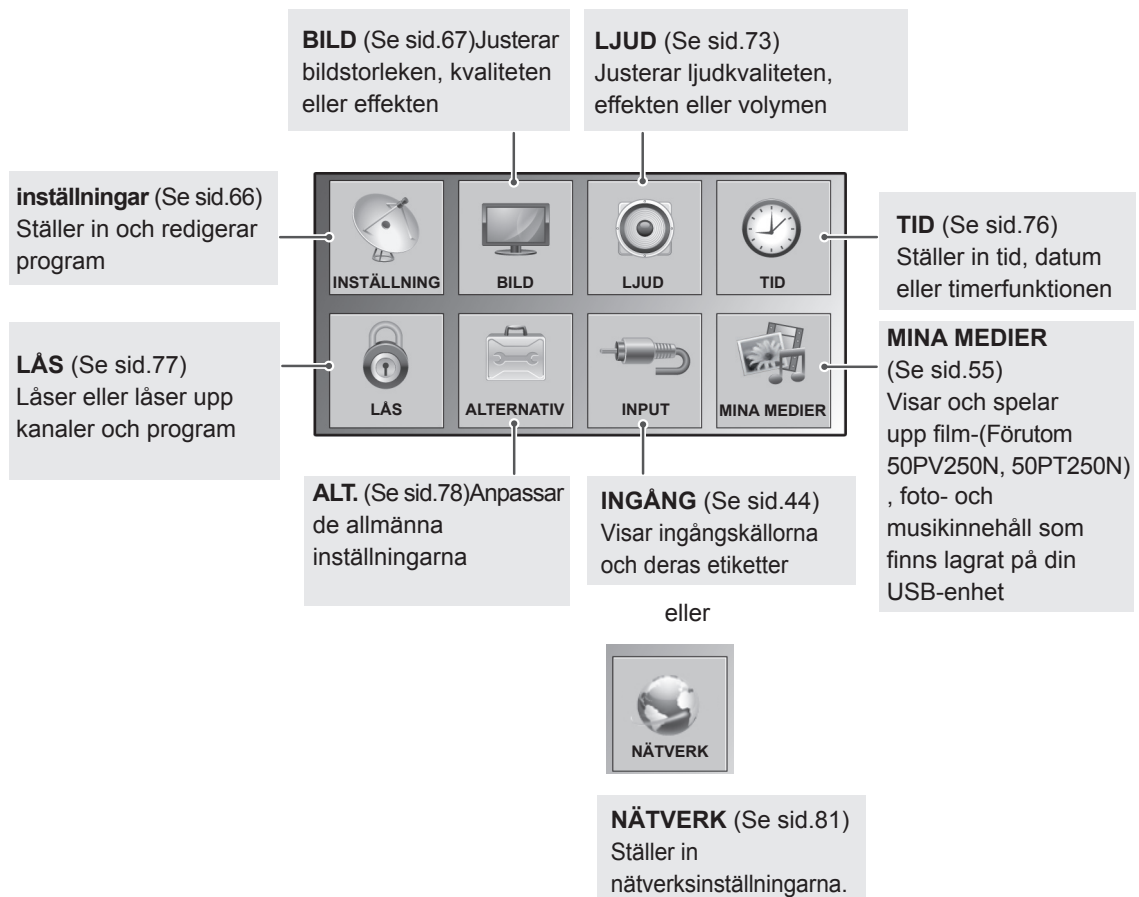 BILD (Se sid.67)Justerar
bildstorleken, kvaliteten
eller effekten
LJUD (Se sid.73)
Justerar ljudkvaliteten,
effekten eller volymen
inställningar (Se sid.66)
Ställer in och redigerar
program
LÅS (Se sid.77)
Låser eller låser upp
kanaler och program
INSTÄLLNING
BILD
LJUD
TID
LÅS
ALTERNATIV
INPUT
MINA MEDIER
TID (Se sid.76)
Ställer in tid, datum
eller timerfunktionen
MINA MEDIER
(Se sid.55)
Visar och spelar
upp film-(Förutom
50PV250N, 50PT250N)
, foto- och
musikinnehåll som
finns lagrat på din
USB-enhet
ALT. (Se sid.78)Anpassar
de allmänna
inställningarna
INGÅNG (Se sid.44)
Visar ingångskällorna
och deras etiketter
eller
NÄTVERK
NÄTVERK (Se sid.81)
Ställer in
nätverksinställningarna.